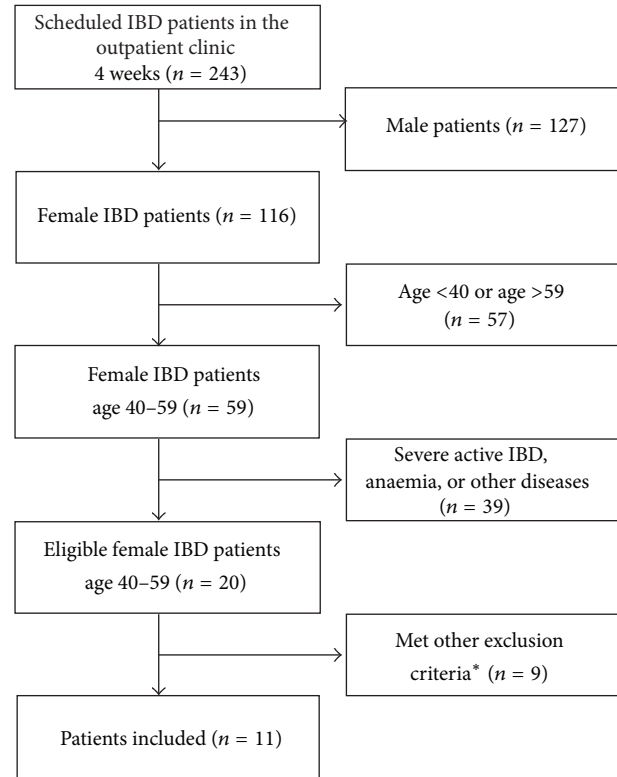 Scheduled IBD patients in the
outpatient clinic
4 weeks (n = 243)
Male patients (n = 127)
Female IBD patients (n = 116)
Age <40 or age >59
(n = 57)
Female IBD patients
age 40–59 (n = 59)
Severe active IBD,
anaemia, or other diseases
(n = 39)
Eligible female IBD patients
age 40–59 (n = 20)
Met other exclusion
criteria* (n = 9)
Patients included (n = 11)